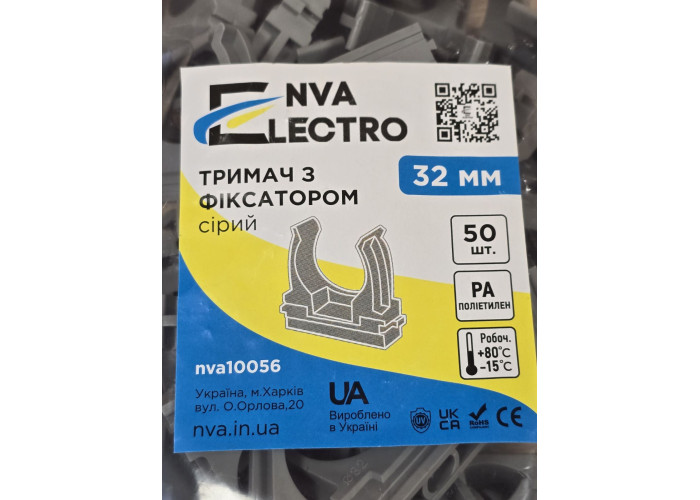 NVA
ELECTRO
ТРИМАЧ З
ФІКСАТОРОМ
сірий
32 мм
50
шт.
PA
ПОЛІЕТИЛЕН
Робоч.
+80°C
-15°C
nva10056
Україна, м.Харків
вул. О.Орлова,20
nva.in.ua
UA
Вироблено
в Україні
UV
UK
CA
CE